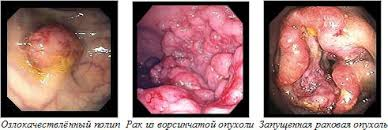 Озлокачествлённый полип
Рак из ворсинчатой опухоли
Запущенная раковая опухоль